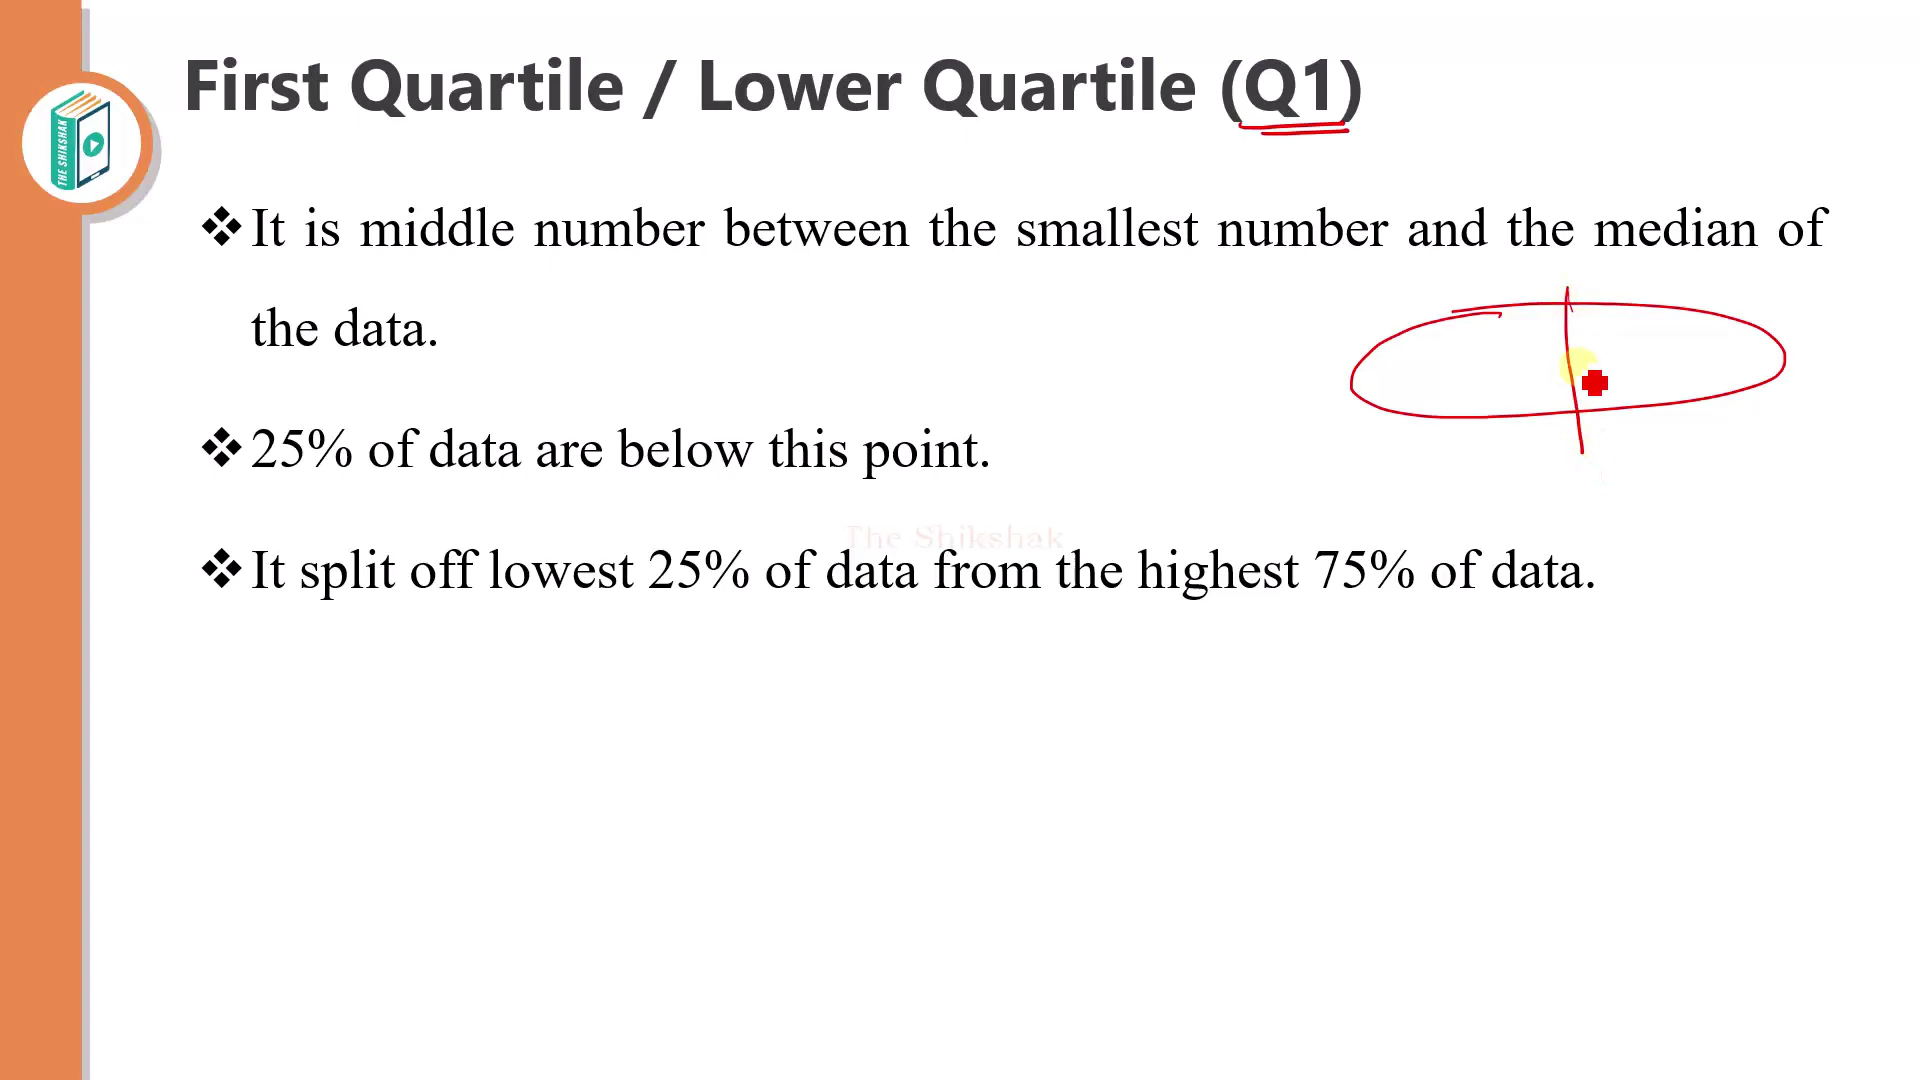 First Quartile / Lower Quartile (Q1)
THE SHIKSHAK
❖ It is middle number between the smallest number and the median of
the data.
❖ 25% of data are below this point.
The Shikshak
❖ It split off lowest 25% of data from the highest 75% of data.